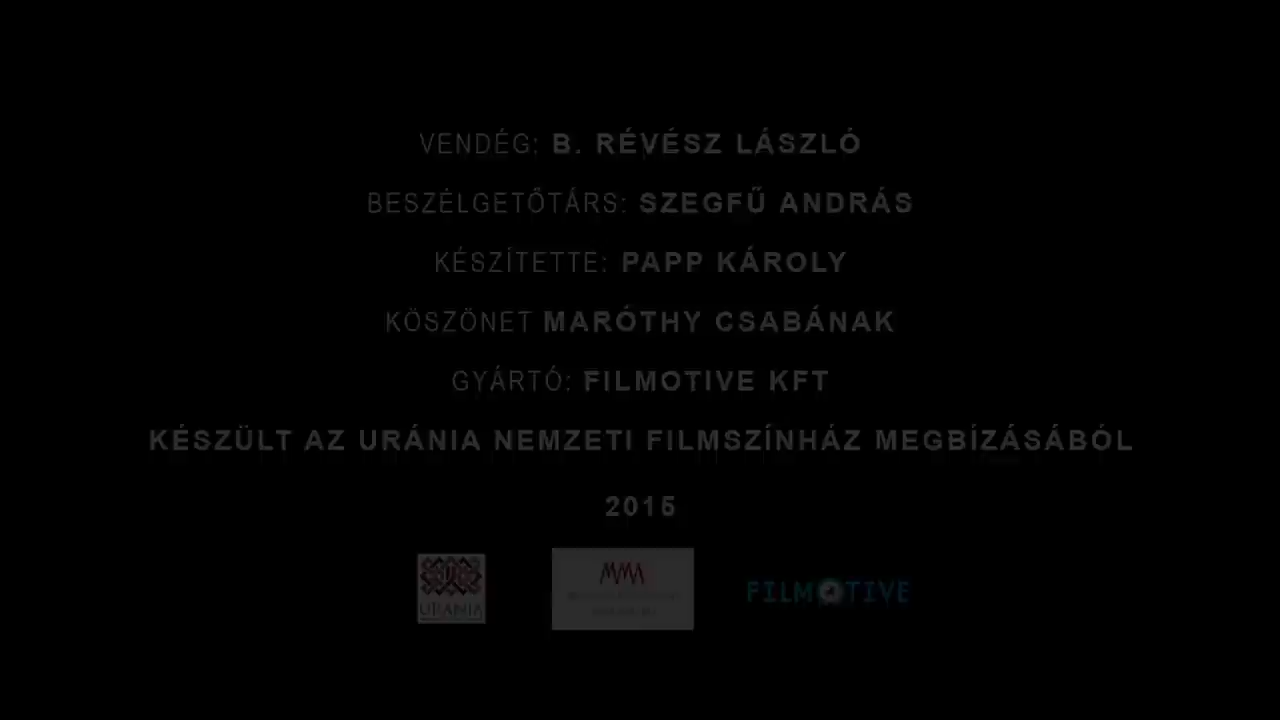 VENDÉG: B. RÉVÉSZ LÁSZLÓ
BESZÉLGETŐTÁRS: SZEGFŰ ANDRÁS
KÉSZÍTETTE: PAPP KÁROLY
KÖSZÖNET MARÓTHY CSABÁNAK
GYÁRTÓ: FILMOTIVE KFT
KÉSZÜLT AZ URÁNIA NEMZETI FILMSZÍNHÁZ MEGBÍZÁSÁBÓL
2015
URÁNIA
MMA
FILMOTIVE